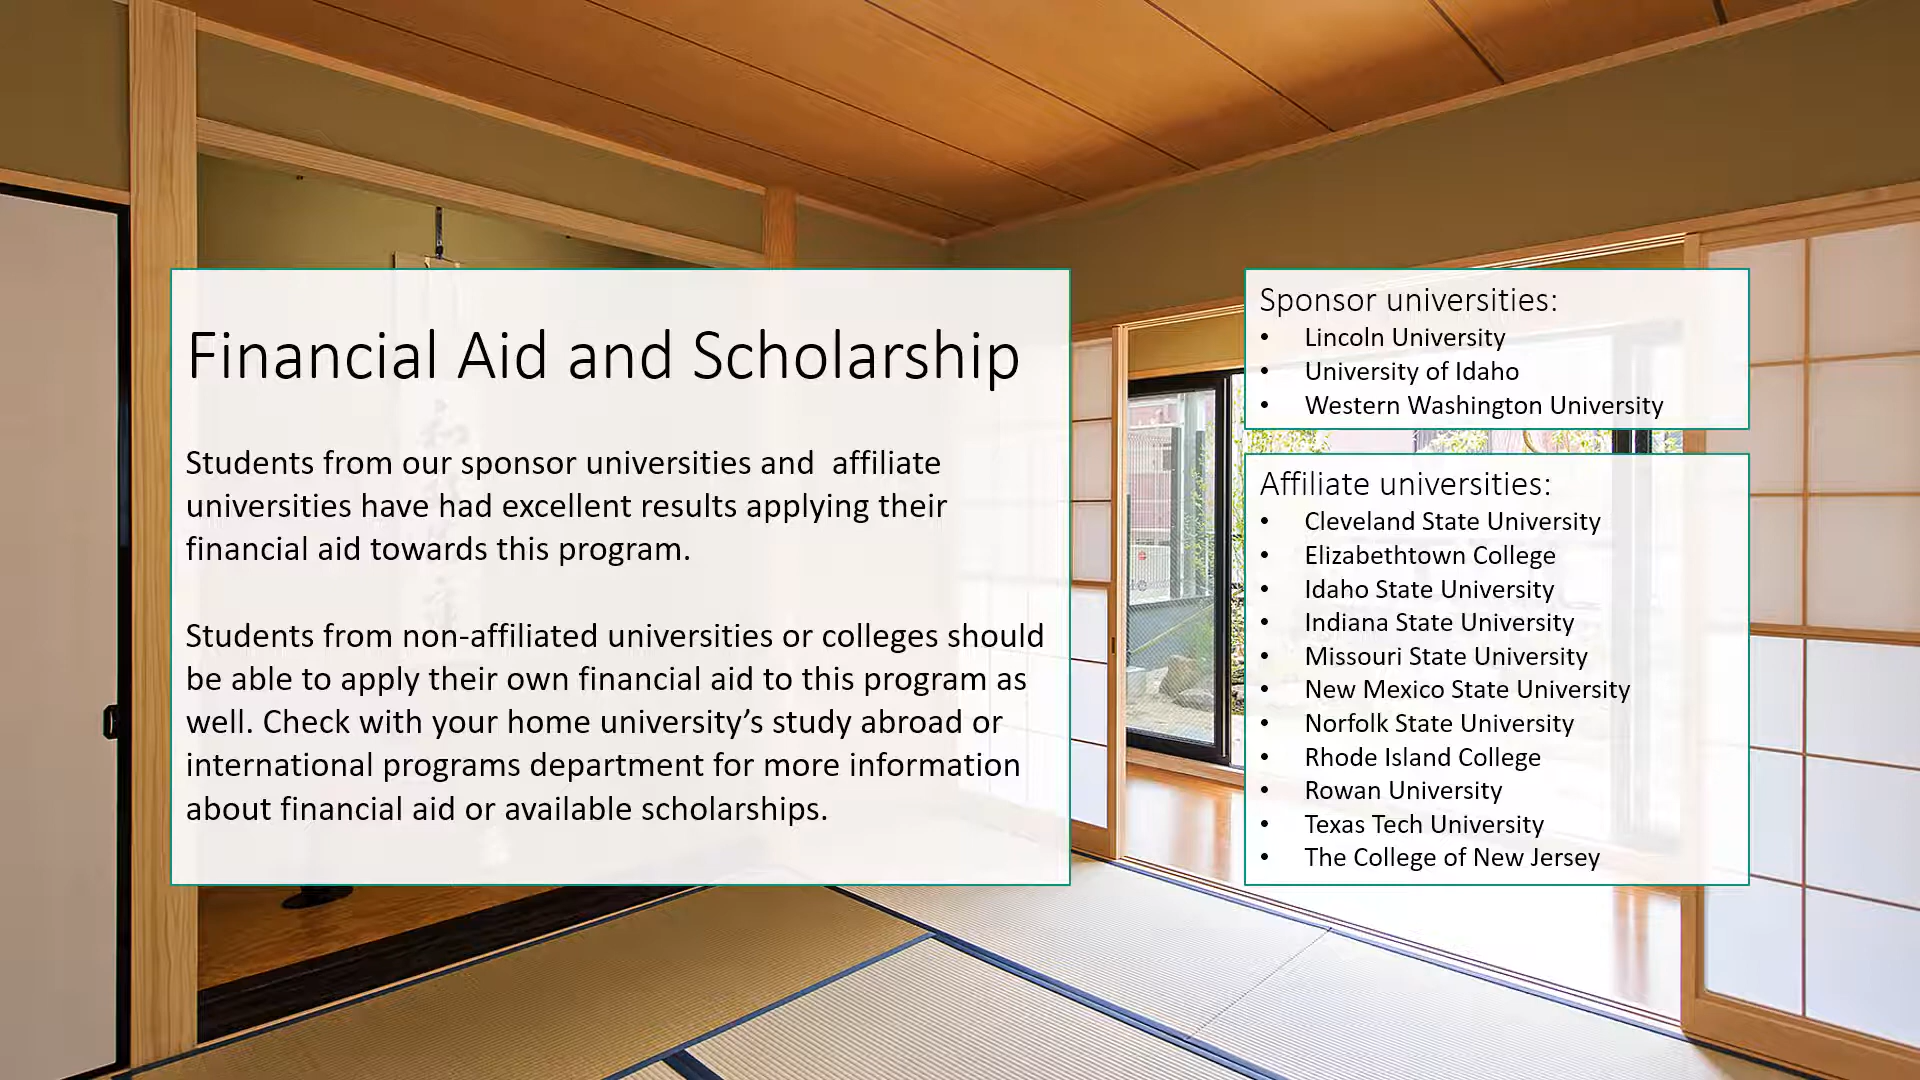 Financial Aid and Scholarship
Students from our sponsor universities and  affiliate
universities have had excellent results applying their
financial aid towards this program.
Students from non-affiliated universities or colleges should
be able to apply their own financial aid to this program as
well. Check with your home university’s study abroad or
international programs department for more information
about financial aid or available scholarships.
Sponsor universities:
• Lincoln University
• University of Idaho
• Western Washington University
Affiliate universities:
• Cleveland State University
• Elizabethtown College
• Idaho State University
• Indiana State University
• Missouri State University
• New Mexico State University
• Norfolk State University
• Rhode Island College
• Rowan University
• Texas Tech University
• The College of New Jersey